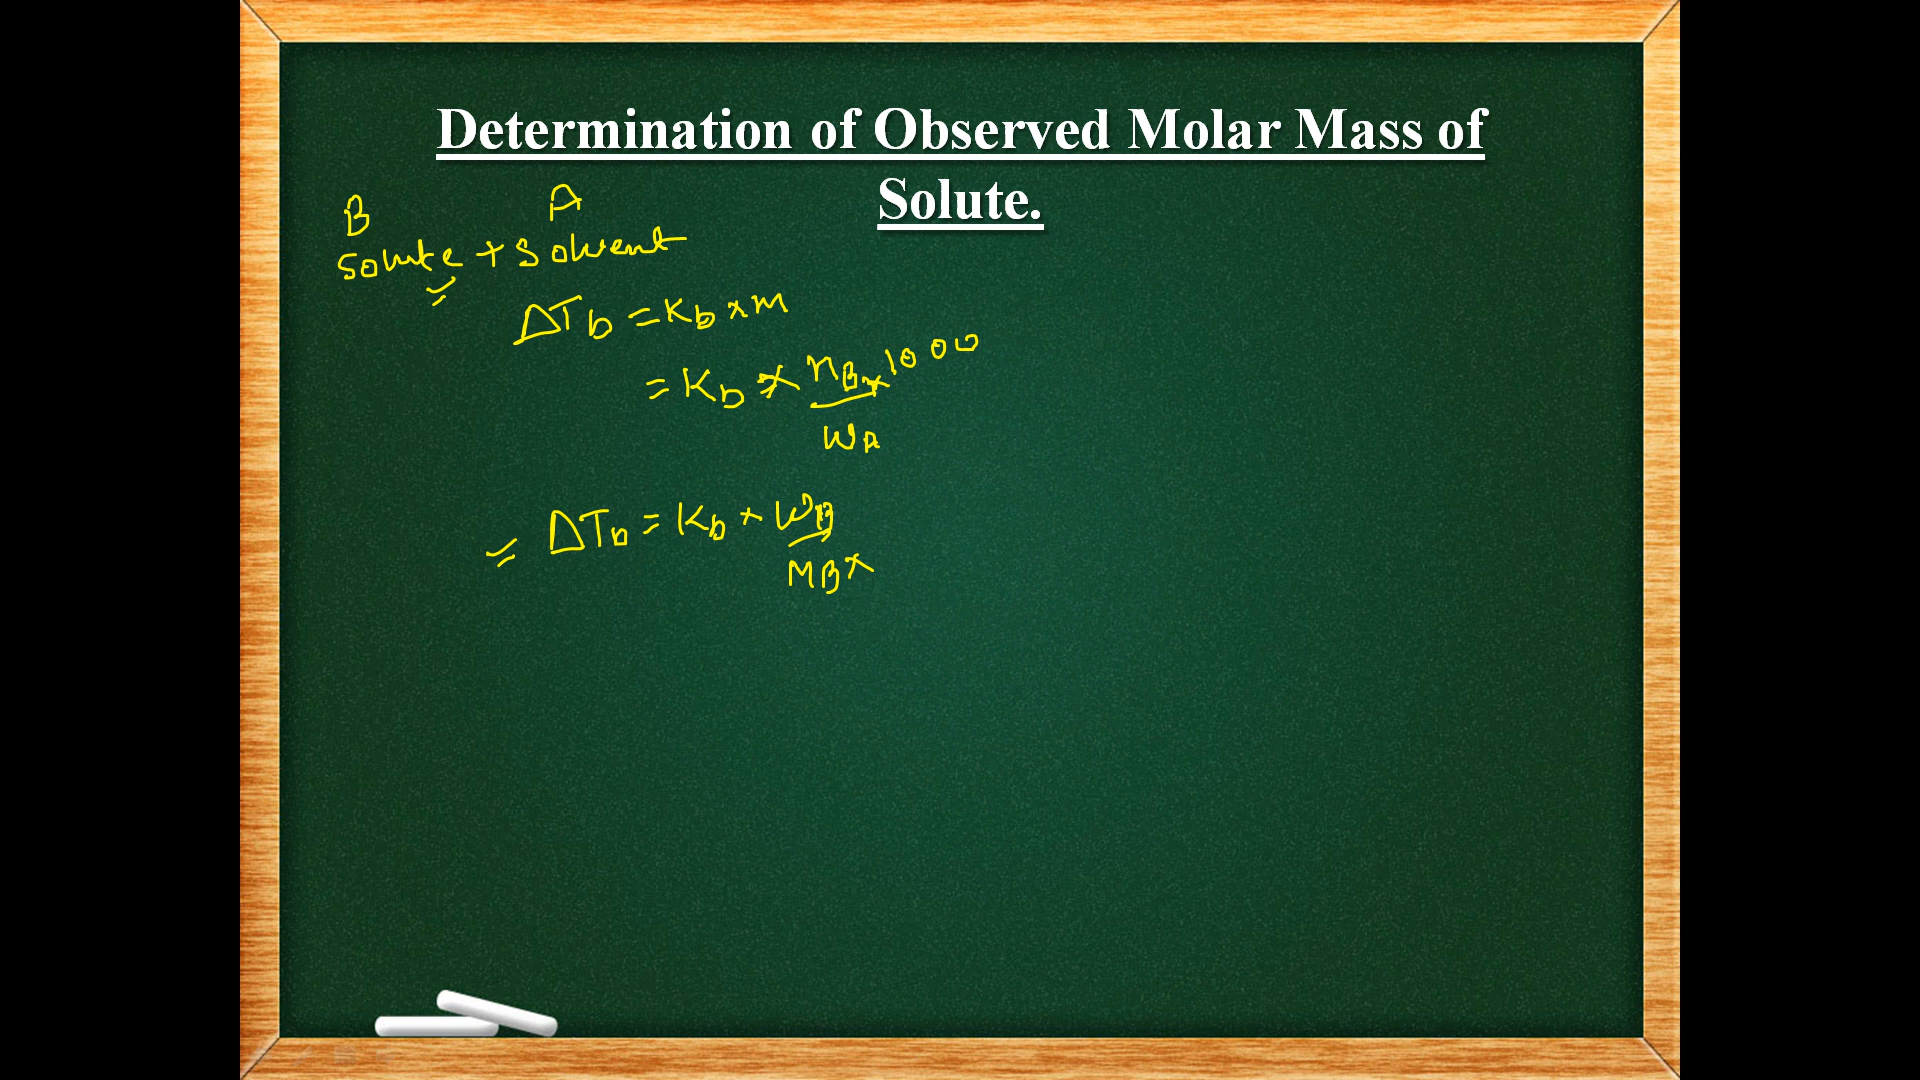 Determination of Observed Molar Mass of
Solute.
B A
Solute + Solvent
ΔTb = Kb × m
= Kb × nB × 1000
WA
= ΔTb = Kb × WB
MB ×